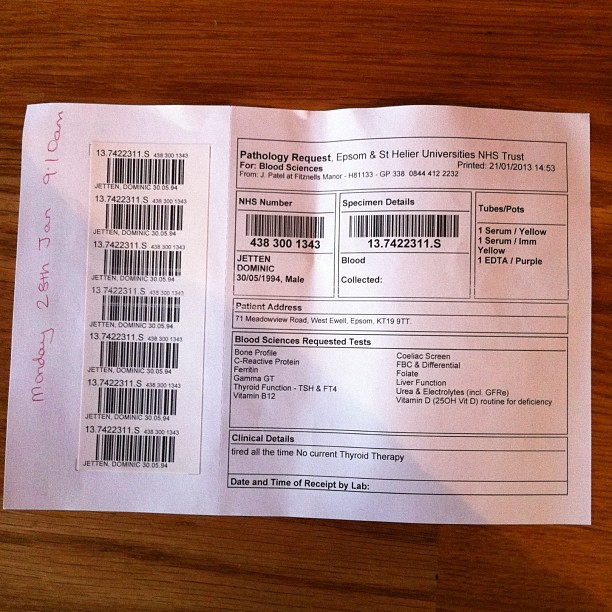 Monday 28th Jan 9:10am
13.7422311.S 438 300 1343
JETTEN, DOMINIC 30.05.94
13.7422311.S 438 300 1343
JETTEN, DOMINIC 30.05.94
13.7422311.S 438 300 1343
JETTEN, DOMINIC 30.05.94
13.7422311.S 438 300 1343
JETTEN, DOMINIC 30.05.94
13.7422311.S 438 300 1343
JETTEN, DOMINIC 30.05.94
13.7422311.S 438 300 1343
JETTEN, DOMINIC 30.05.94
13.7422311.S 438 300 1343
JETTEN, DOMINIC 30.05.94
Pathology Request, Epsom & St Helier Universities NHS Trust
For: Blood Sciences Printed: 21/01/2013 14:53
From: J. Patel at Fitznells Manor - H81133 - GP 338 0844 412 2232
NHS Number
438 300 1343
JETTEN
DOMINIC
30/05/1994, Male
Specimen Details
13.7422311.S
Blood
Collected:
Tubes/Pots
1 Serum / Yellow
1 Serum / Imm
Yellow
1 EDTA / Purple
Patient Address
71 Meadowview Road, West Ewell, Epsom, KT19 9TT.
Blood Sciences Requested Tests
Bone Profile
C-Reactive Protein
Ferritin
Gamma GT
Thyroid Function - TSH & FT4
Vitamin B12
Coeliac Screen
FBC & Differential
Folate
Liver Function
Urea & Electrolytes (incl. GFRe)
Vitamin D (25OH Vit D) routine for deficiency
Clinical Details
tired all the time No current Thyroid Therapy
Date and Time of Receipt by Lab: